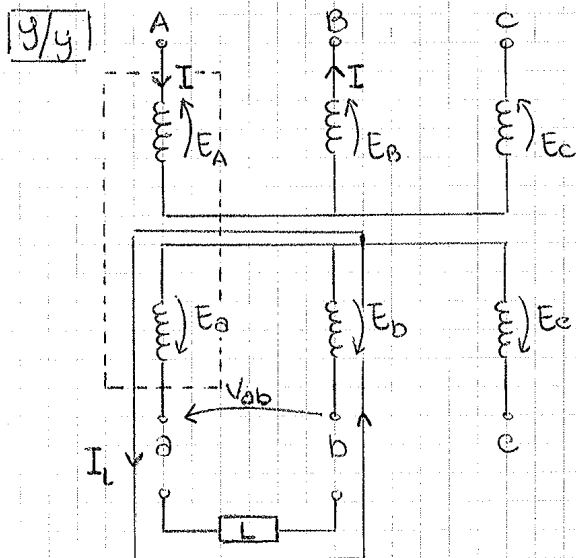 Y/y
A B C
I I
E_A E_B E_C
E_a E_b E_c
V_ab
a b c
I_L
L